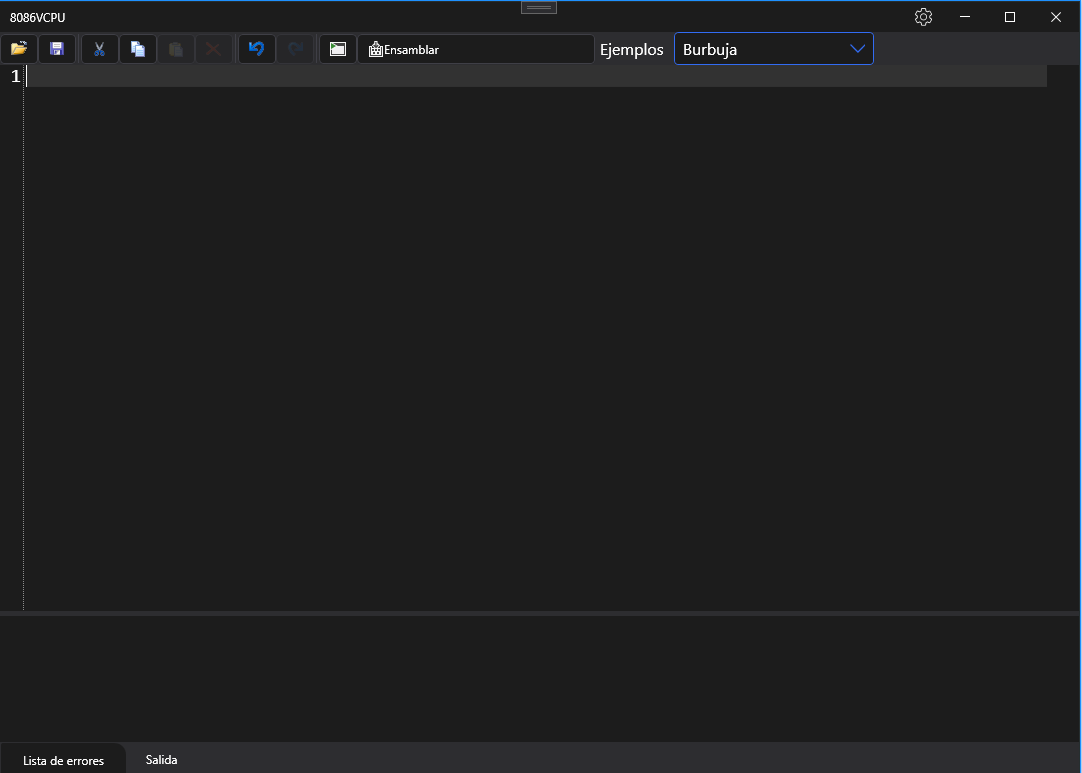 8086VCPU
Ensamblar Ejemplos Burbuja
1
Lista de errores Salida